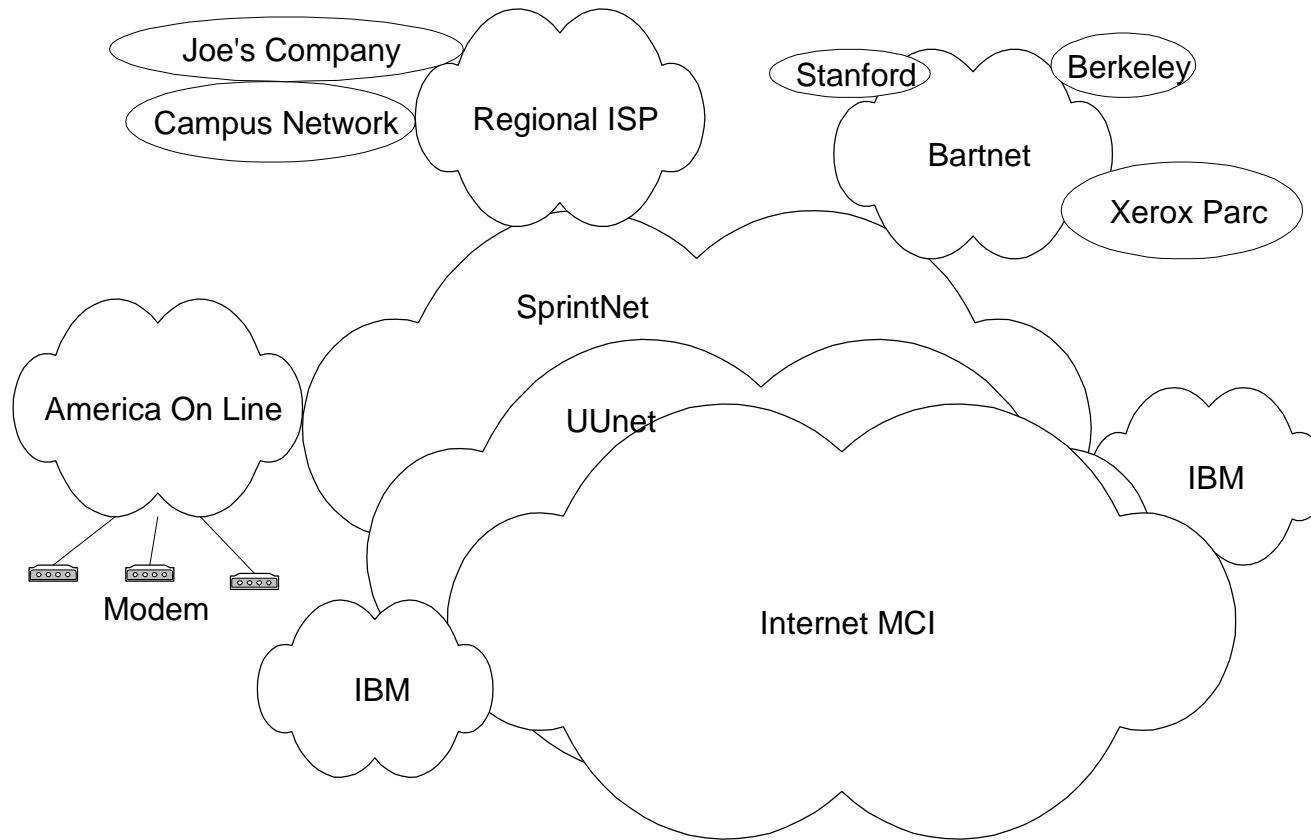 Joe's Company
Stanford
Berkeley
Campus Network
Regional ISP
Bartnet
Xerox Parc
SprintNet
America On Line
UUnet
IBM
Modem
Internet MCI
IBM